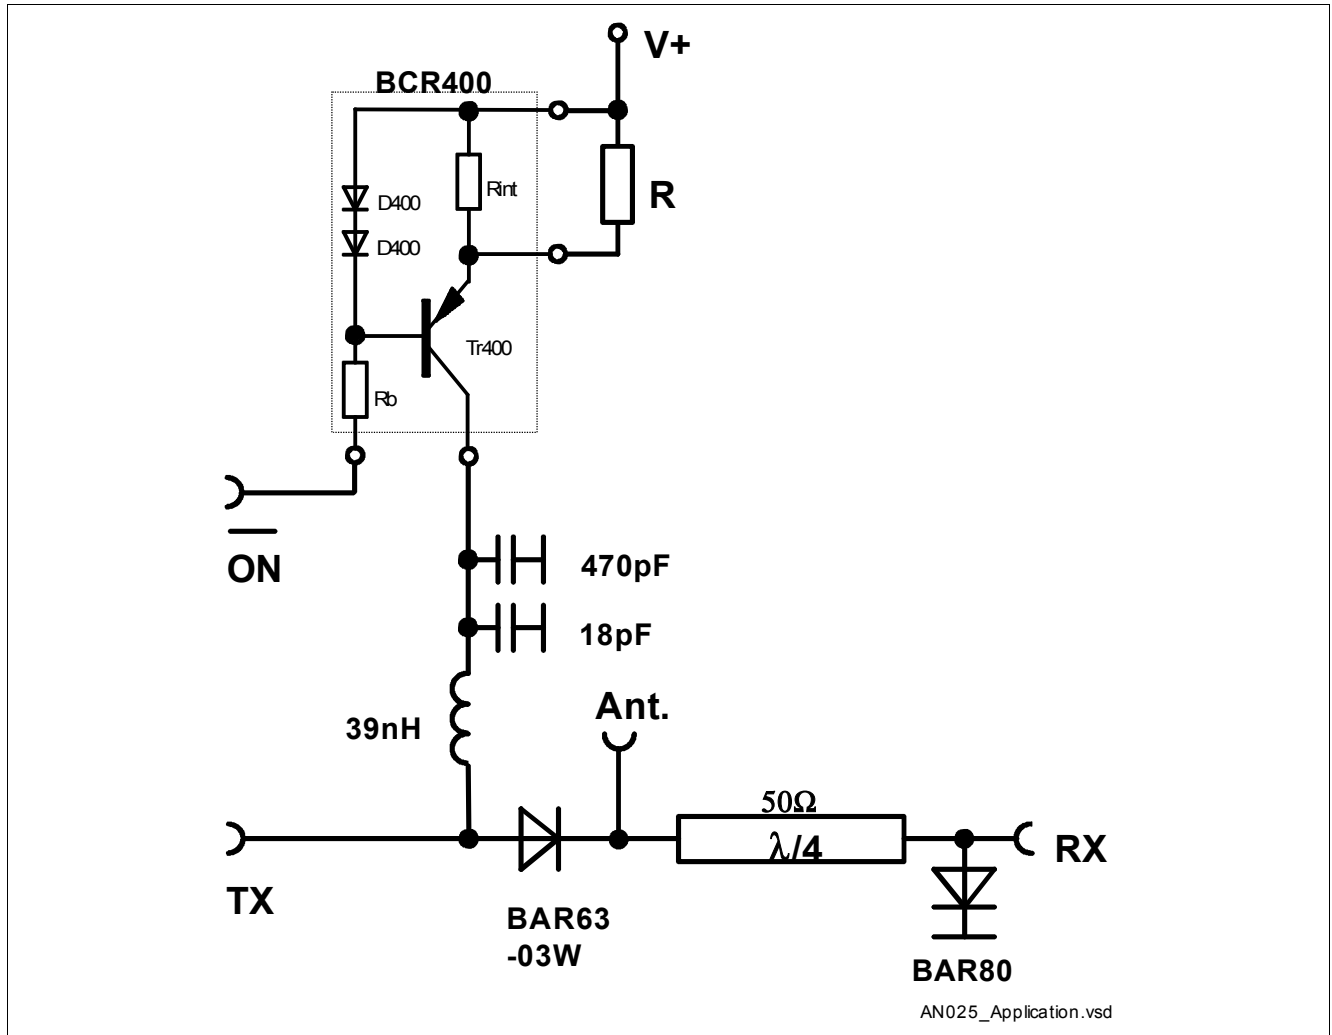 V+
BCR400
D400
Rint
R
D400
Tr400
Rb
ON
470pF
18pF
39nH
Ant.
50Ω
λ/4
RX
TX
BAR63
-03W
BAR80
AN025_Application.vsd